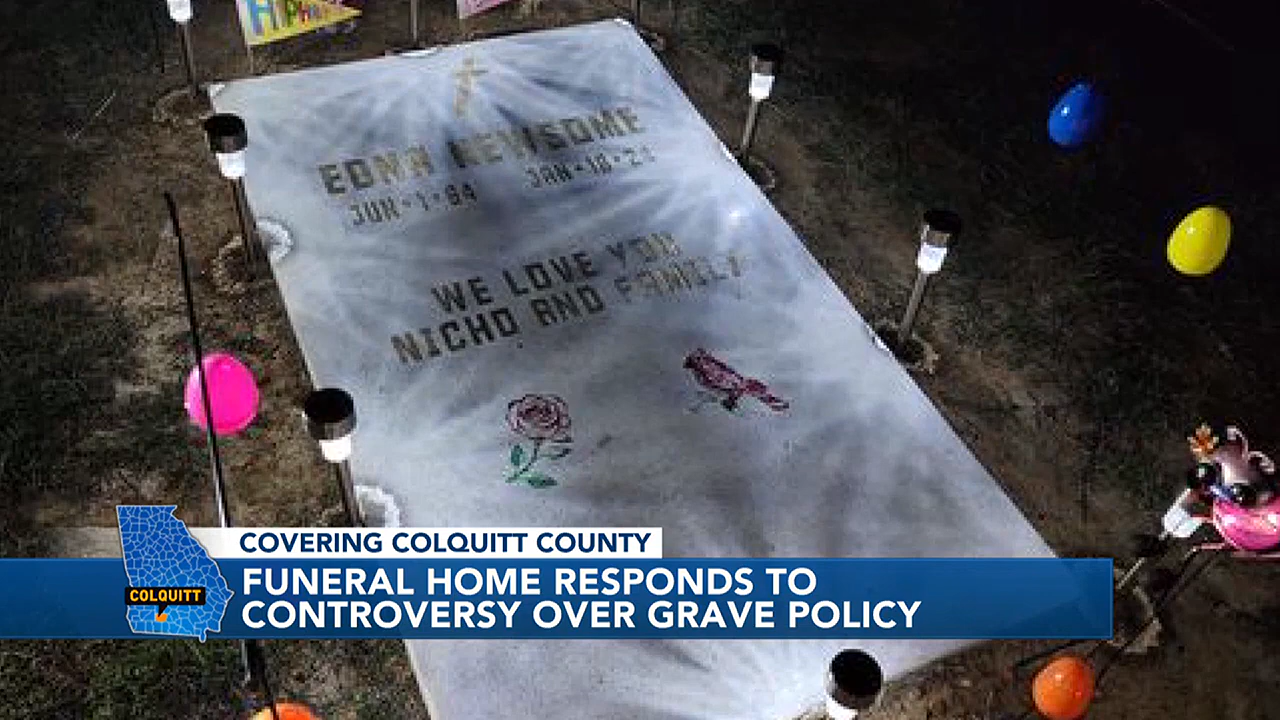 EDNA NEWSOME
JUN•1•64 JAN•18•21
WE LOVE YOU
NICHO AND FAMILY
COVERING COLQUITT COUNTY
COLQUITT
FUNERAL HOME RESPONDS TO
CONTROVERSY OVER GRAVE POLICY